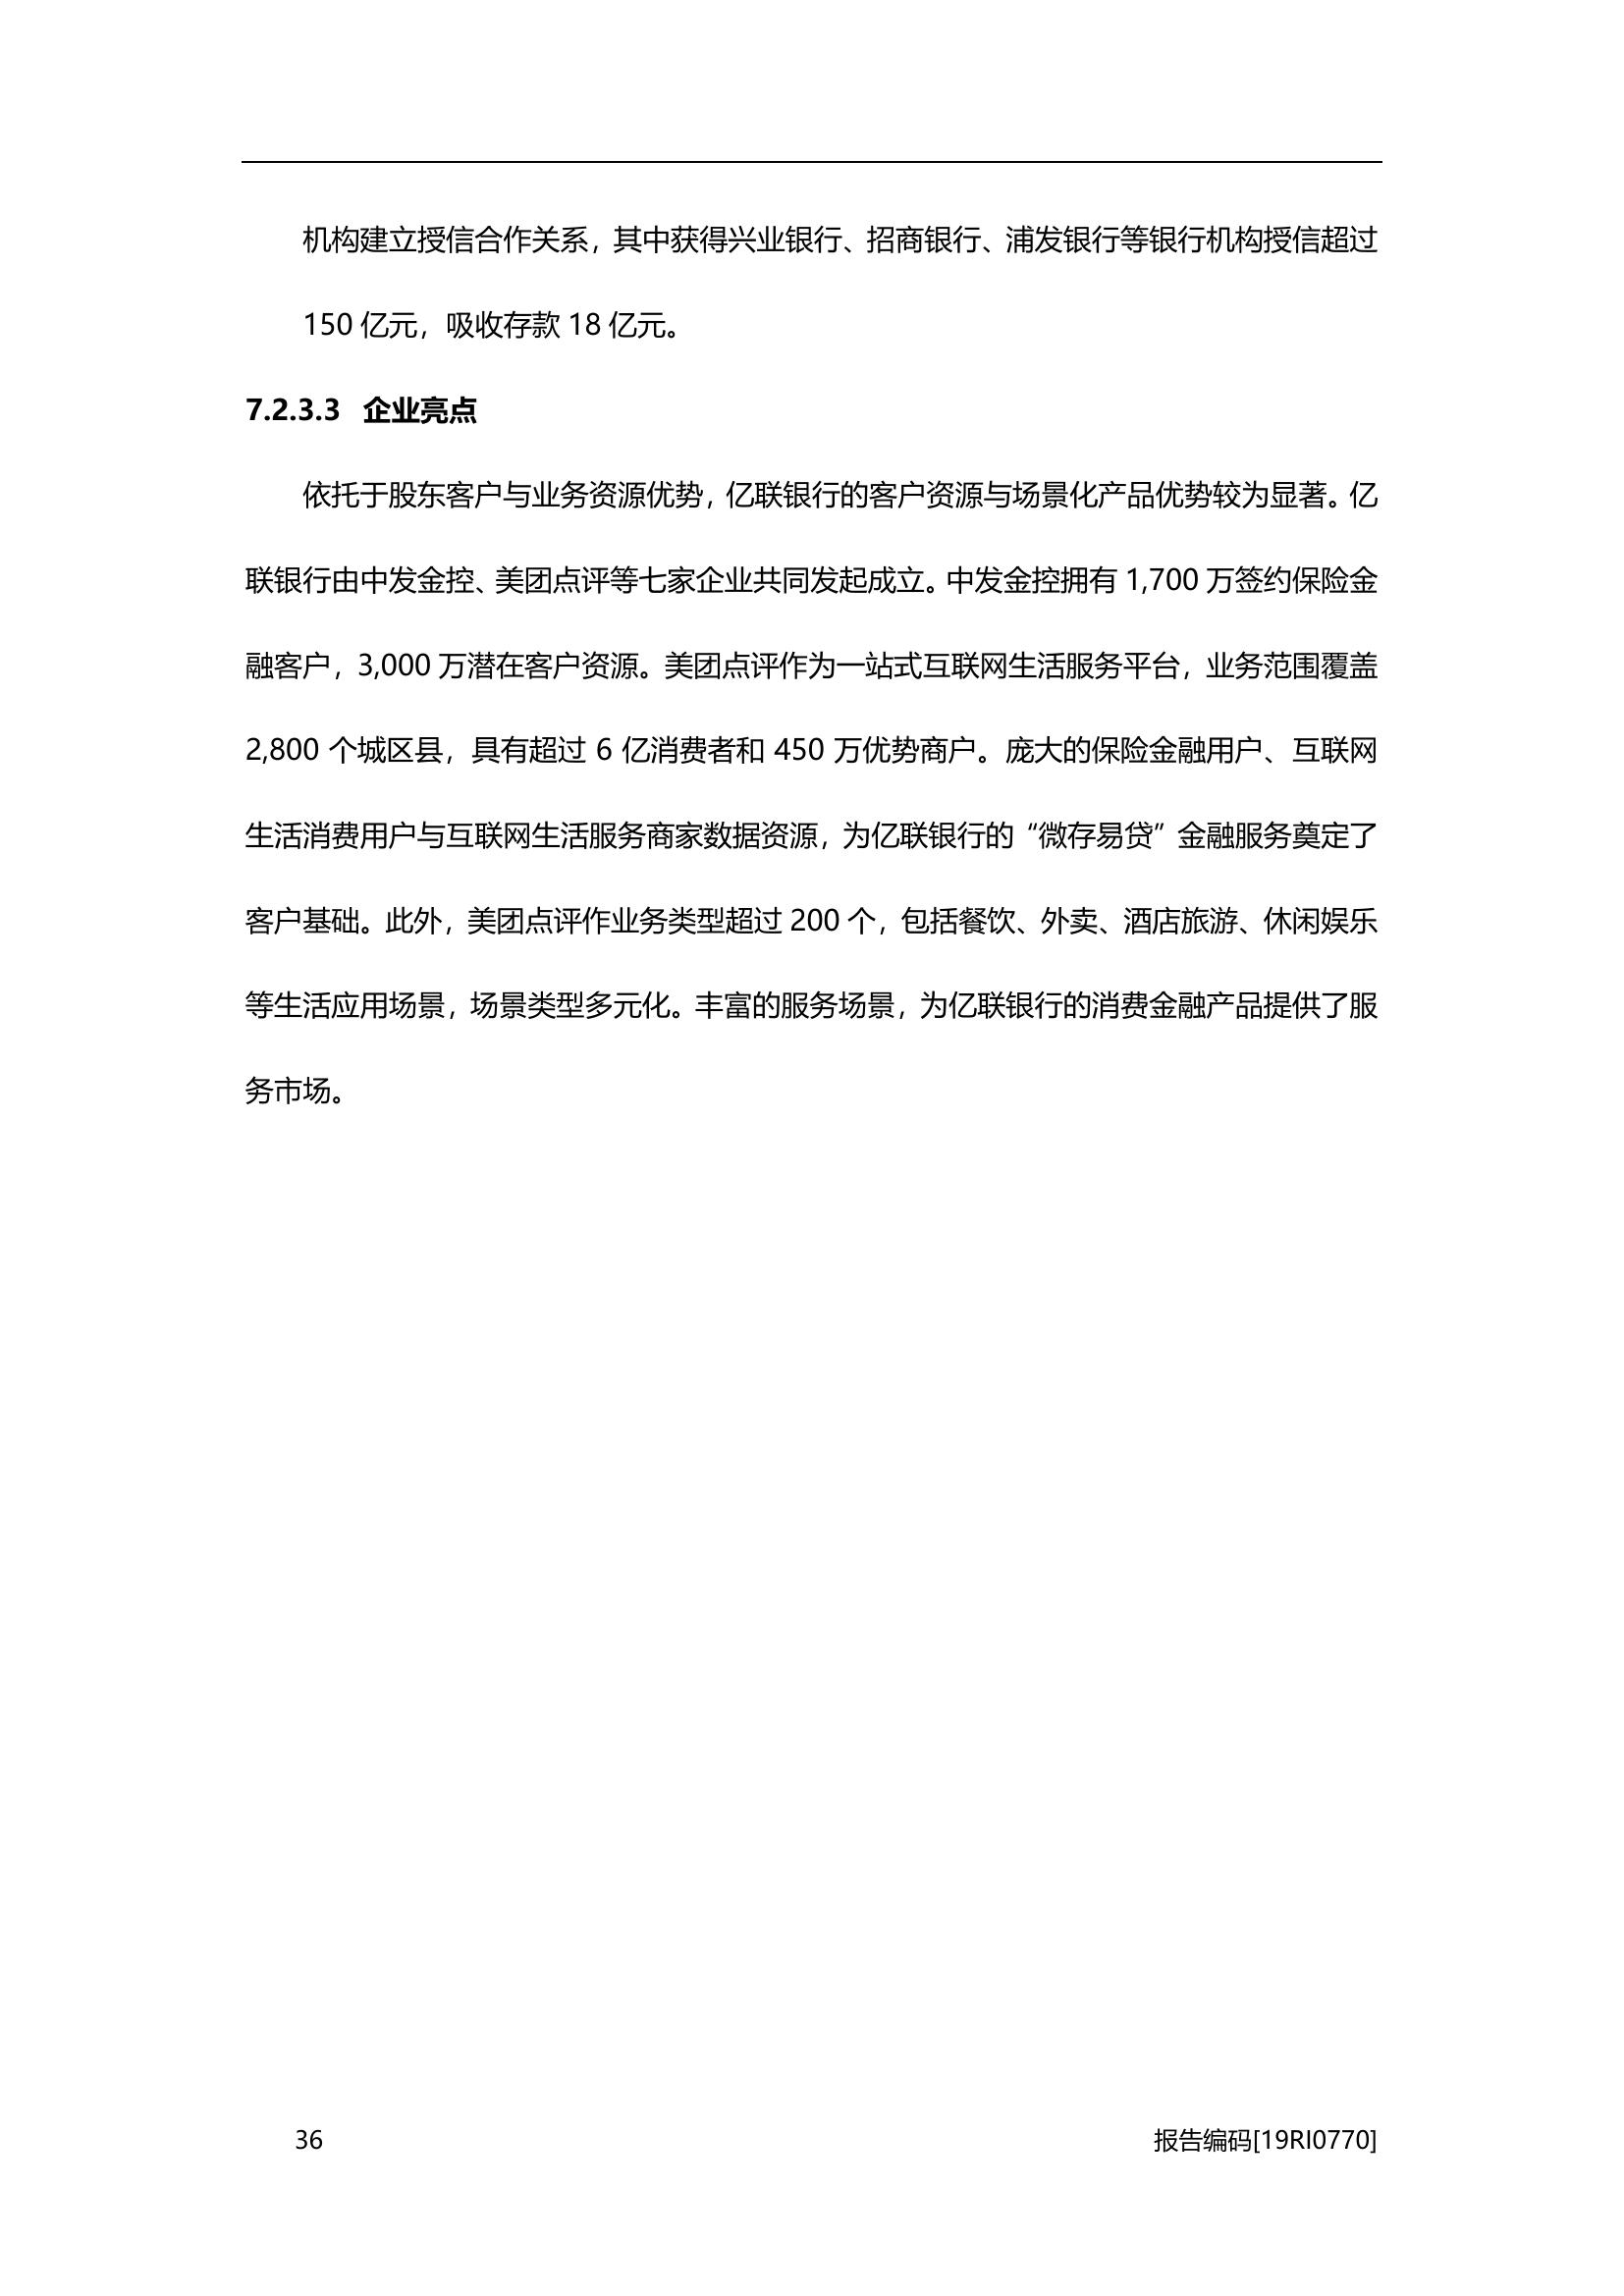 机构建立授信合作关系，其中获得兴业银行、招商银行、浦发银行等银行机构授信超过
150 亿元，吸收存款 18 亿元。
7.2.3.3 企业亮点
依托于股东客户与业务资源优势，亿联银行的客户资源与场景化产品优势较为显著。亿
联银行由中发金控、美团点评等七家企业共同发起成立。中发金控拥有 1,700 万签约保险金
融客户，3,000 万潜在客户资源。美团点评作为一站式互联网生活服务平台，业务范围覆盖
2,800 个城区县，具有超过 6 亿消费者和 450 万优势商户。庞大的保险金融用户、互联网
生活消费用户与互联网生活服务商家数据资源，为亿联银行的“微存易贷”金融服务奠定了
客户基础。此外，美团点评作业务类型超过 200 个，包括餐饮、外卖、酒店旅游、休闲娱乐
等生活应用场景，场景类型多元化。丰富的服务场景，为亿联银行的消费金融产品提供了服
务市场。
36 报告编码[19RI0770]